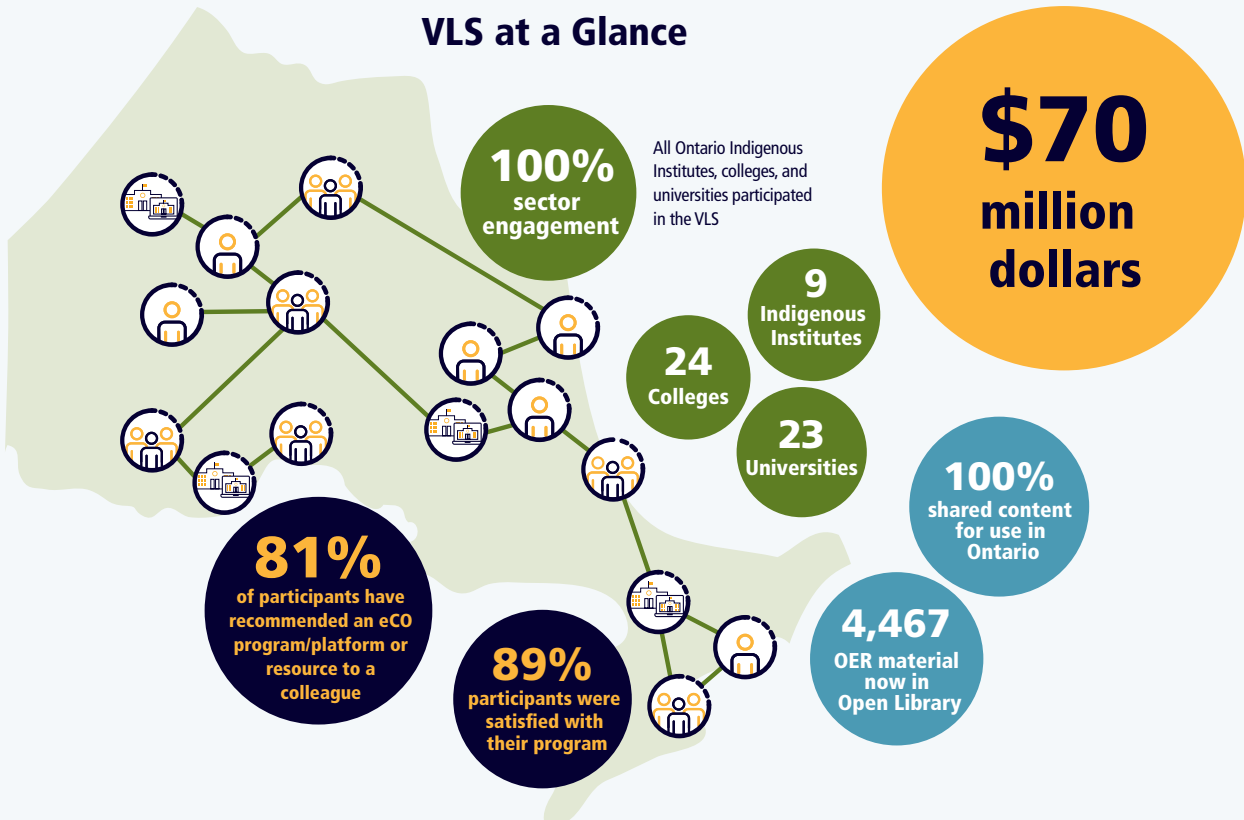 VLS at a Glance
$70
million
dollars
100%
sector
engagement
All Ontario Indigenous
Institutes, colleges, and
universities participated
in the VLS
9
Indigenous
Institutes
24
Colleges
23
Universities
100%
shared content
for use in
Ontario
4,467
OER material
now in
Open Library
81%
of participants have
recommended an eCO
program/platform or
resource to a
colleague
89%
participants were
satisfied with
their program